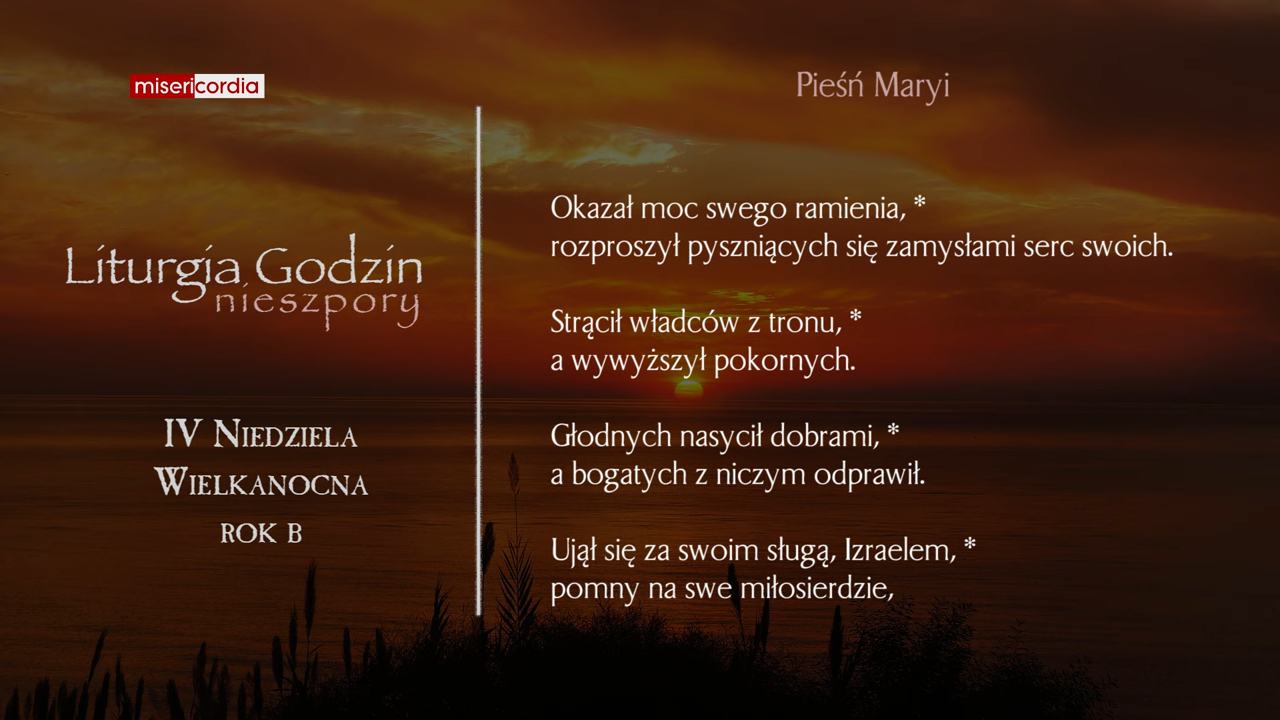 misericordia
Liturgia Godzin
nieszpory
IV Niedziela
Wielkanocna
rok B
Pieśń Maryi
Okazał moc swego ramienia, *
rozproszył pyszniących się zamysłami serc swoich.
Strącił władców z tronu, *
a wywyższył pokornych.
Głodnych nasycił dobrami, *
a bogatych z niczym odprawił.
Ujął się za swoim sługą, Izraelem, *
pomny na swe miłosierdzie,